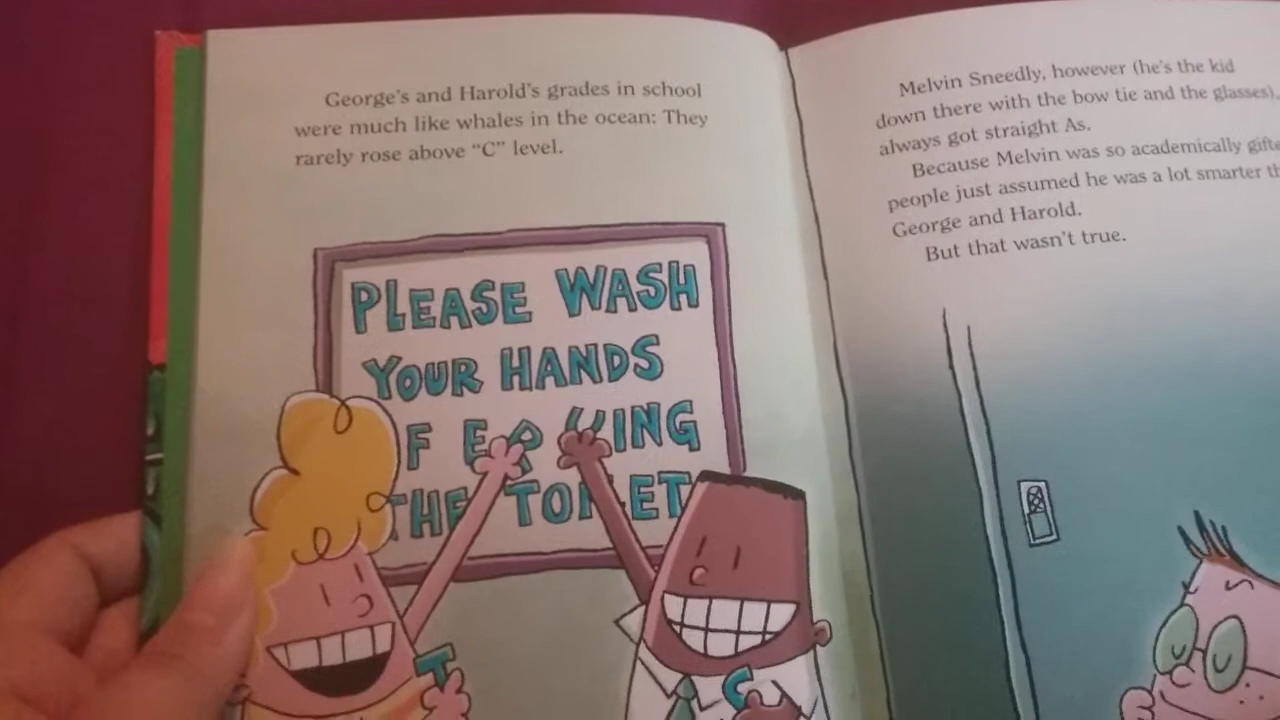 George's and Harold's grades in school
were much like whales in the ocean: They
rarely rose above "C" level.
PLEASE WASH
YOUR HANDS
THE TOILET
T
C
Melvin Sneedly, however (he's the kid
down there with the bow tie and the glasses),
always got straight As.
Because Melvin was so academically
people just assumed he was a lot smarter
George and Harold.
But that wasn't true.